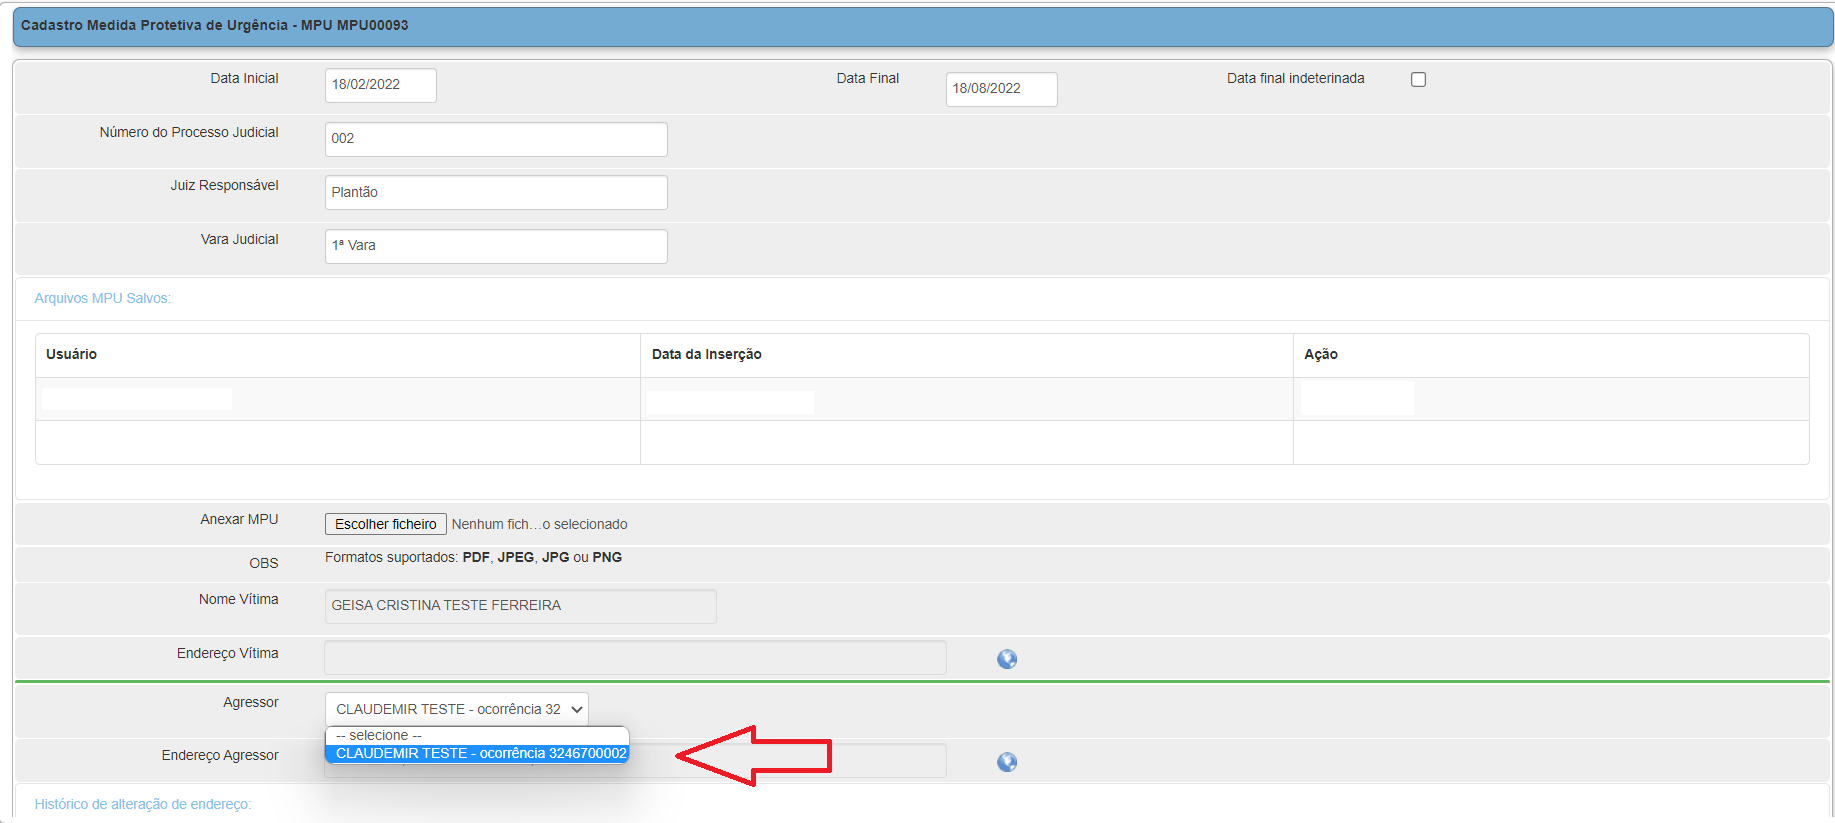 Cadastro Medida Protetiva de Urgência - MPU MPU00093
Data Inicial 18/02/2022 Data Final 18/08/2022 Data final indeterinada
Número do Processo Judicial 002
Juiz Responsável Plantão
Vara Judicial 1ª Vara
Arquivos MPU Salvos:
Usuário Data da Inserção Ação
Anexar MPU Escolher ficheiro Nenhum fich...o selecionado
OBS Formatos suportados: PDF, JPEG, JPG ou PNG
Nome Vítima GEISA CRISTINA TESTE FERREIRA
Endereço Vítima
Agressor CLAUDEMIR TESTE - ocorrência 32
-- selecione --
CLAUDEMIR TESTE - ocorrência 3246700002
Endereço Agressor
Histórico de alteração de endereço: